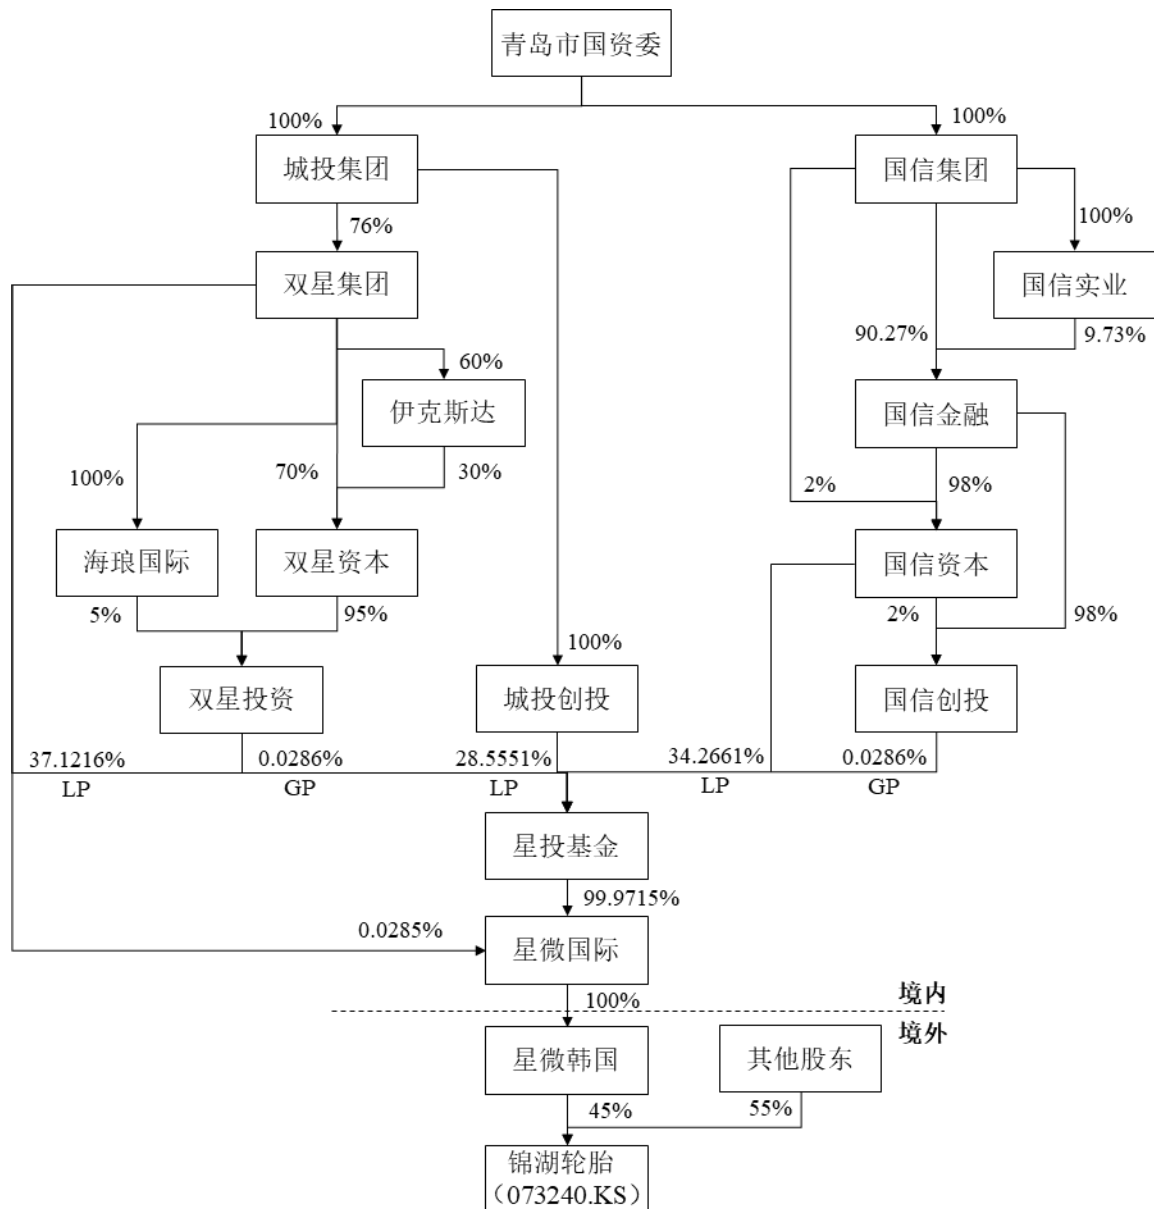 青岛市国资委
100%
100%
城投集团
国信集团
76%
100%
双星集团
国信实业
90.27%
9.73%
60%
伊克斯达
国信金融
100%
70%
30%
2%
98%
海琅国际
双星资本
国信资本
5%
95%
2%
98%
100%
双星投资
城投创投
国信创投
37.1216%
0.0286%
28.5551%
34.2661%
0.0286%
LP
GP
LP
LP
GP
星投基金
99.9715%
0.0285%
星微国际
境内
100%
境外
星微韩国
其他股东
45%
55%
锦湖轮胎
（073240.KS）